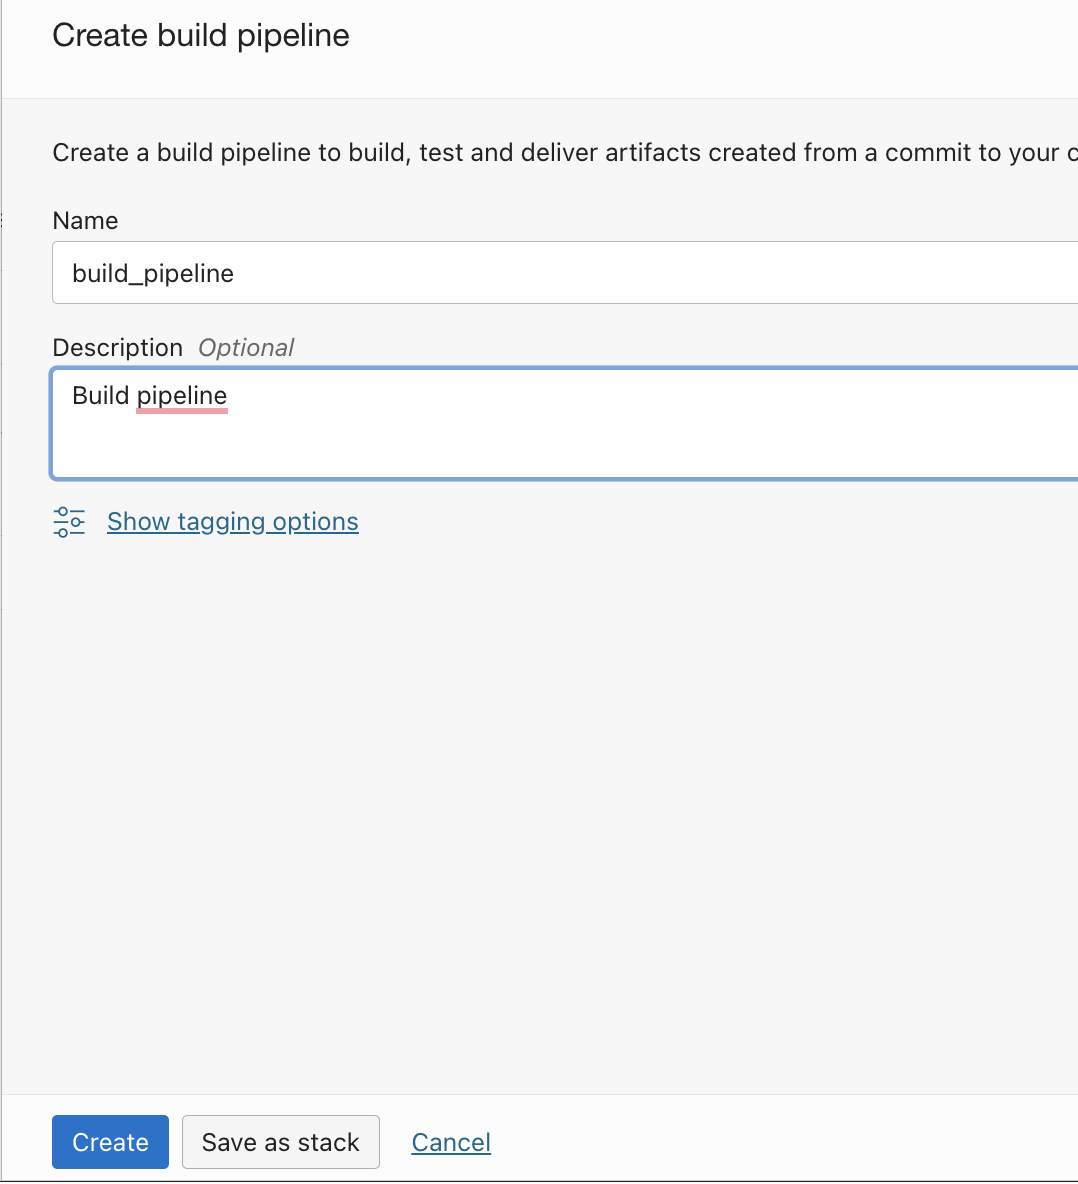 Create build pipeline
Create a build pipeline to build, test and deliver artifacts created from a commit to your
Name
build_pipeline
Description Optional
Build pipeline
Show tagging options
Create Save as stack Cancel